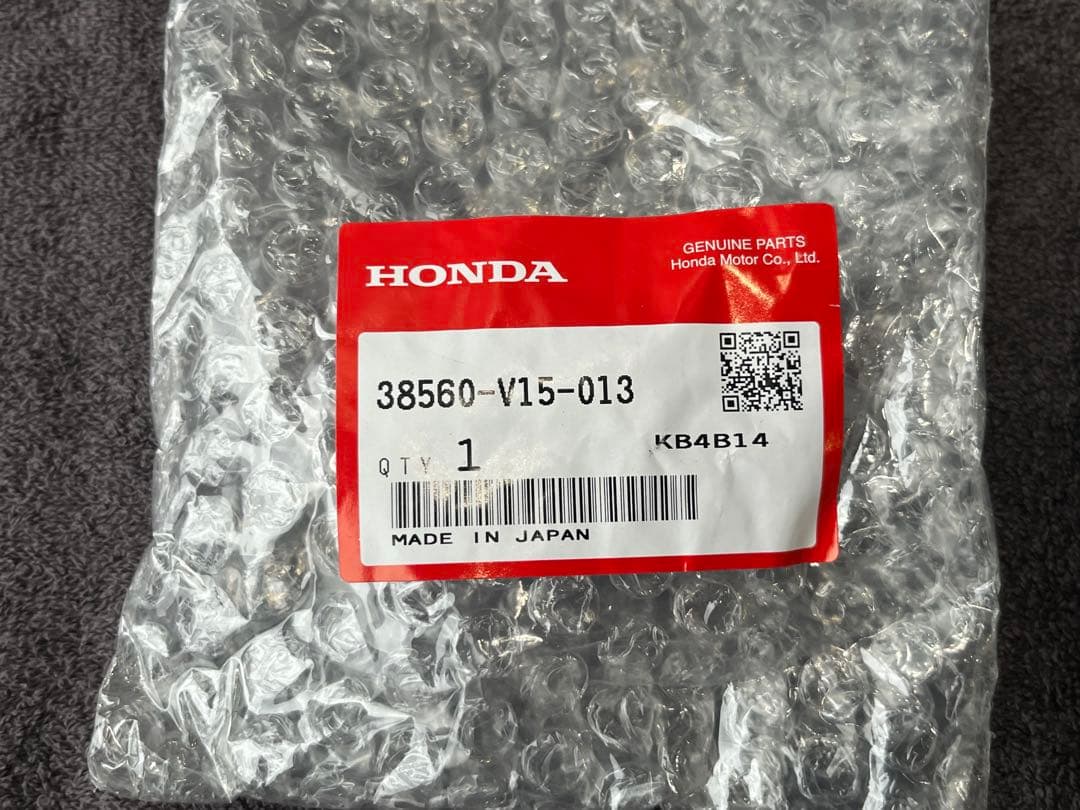 HONDA
GENUINE PARTS
Honda Motor Co., Ltd.
38560-V15-013
KB4B14
QTY 1
MADE IN JAPAN